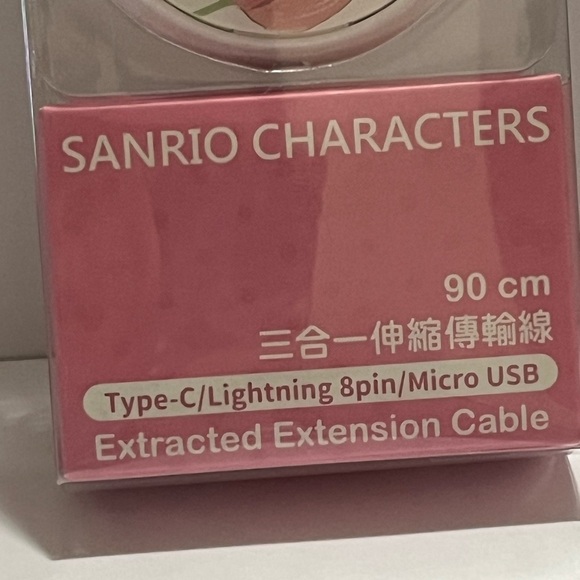 SANRIO CHARACTERS
90 cm
三合一伸縮傳輸線
Type-C/Lightning 8pin/Micro USB
Extracted Extension Cable